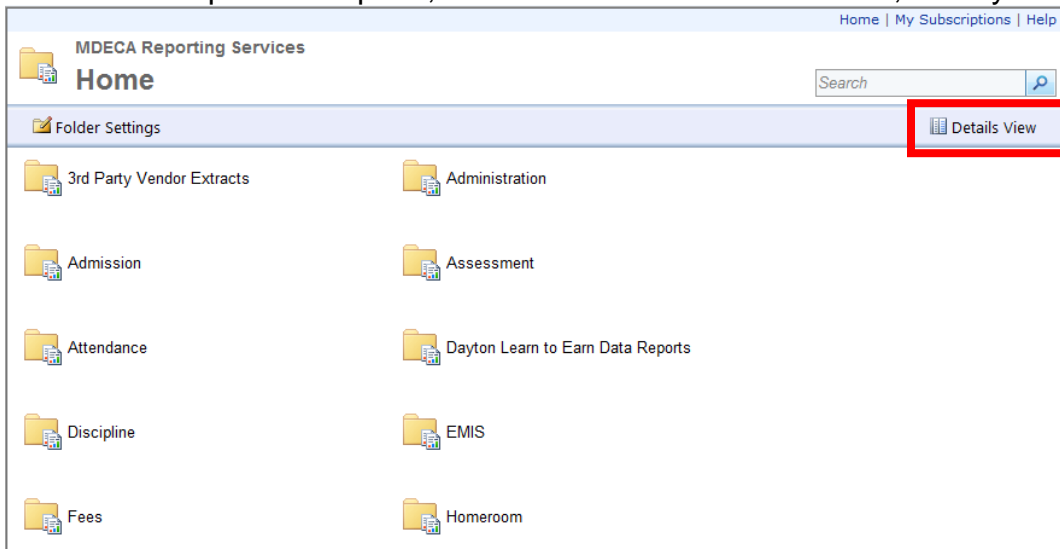 Home | My Subscriptions | Help
MDECA Reporting Services
Home
Search
Folder Settings
Details View
3rd Party Vendor Extracts
Administration
Admission
Assessment
Attendance
Dayton Learn to Earn Data Reports
Discipline
EMIS
Fees
Homeroom